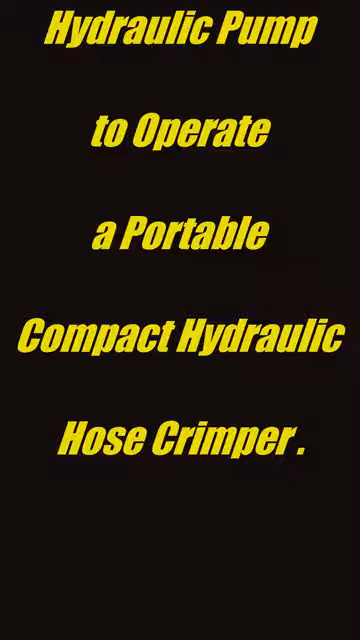 Hydraulic Pump
to Operate
a Portable
Compact Hydraulic
Hose Crimper .